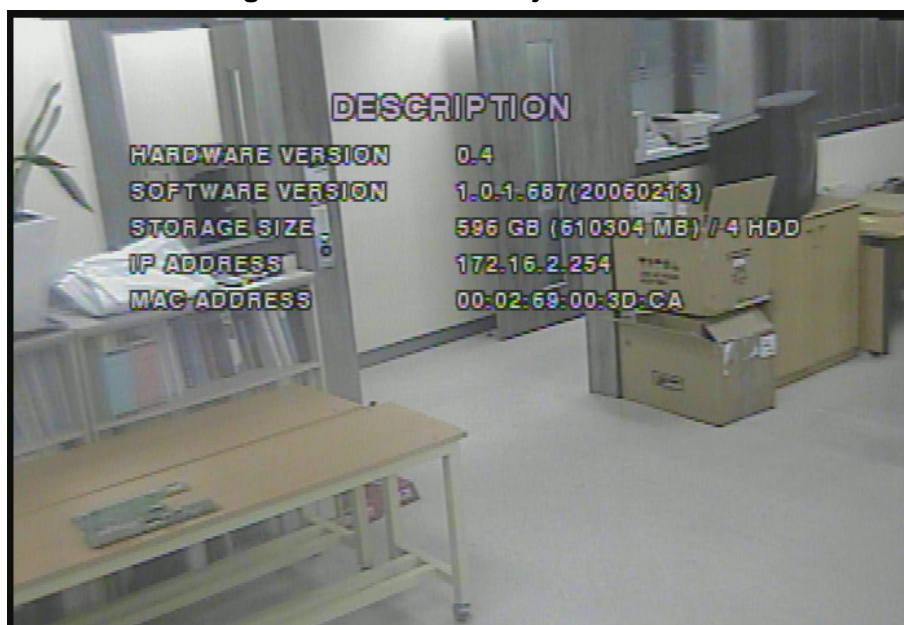 DESCRIPTION
HARDWARE VERSION 0.4
SOFTWARE VERSION 1.0.1.687(20060213)
STORAGE SIZE 596 GB (610304 MB) / 4 HDD
IP ADDRESS 172.16.2.254
MAC ADDRESS 00:02:69:00:3D:CA